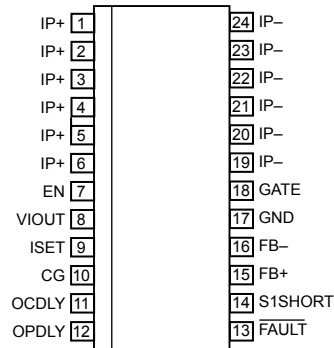 IP+ 1 24 IP–
IP+ 2 23 IP–
IP+ 3 22 IP–
IP+ 4 21 IP–
IP+ 5 20 IP–
IP+ 6 19 IP–
EN 7 18 GATE
VIOUT 8 17 GND
ISET 9 16 FB–
CG 10 15 FB+
OCDLY 11 14 S1SHORT
OPDLY 12 13 FAULT